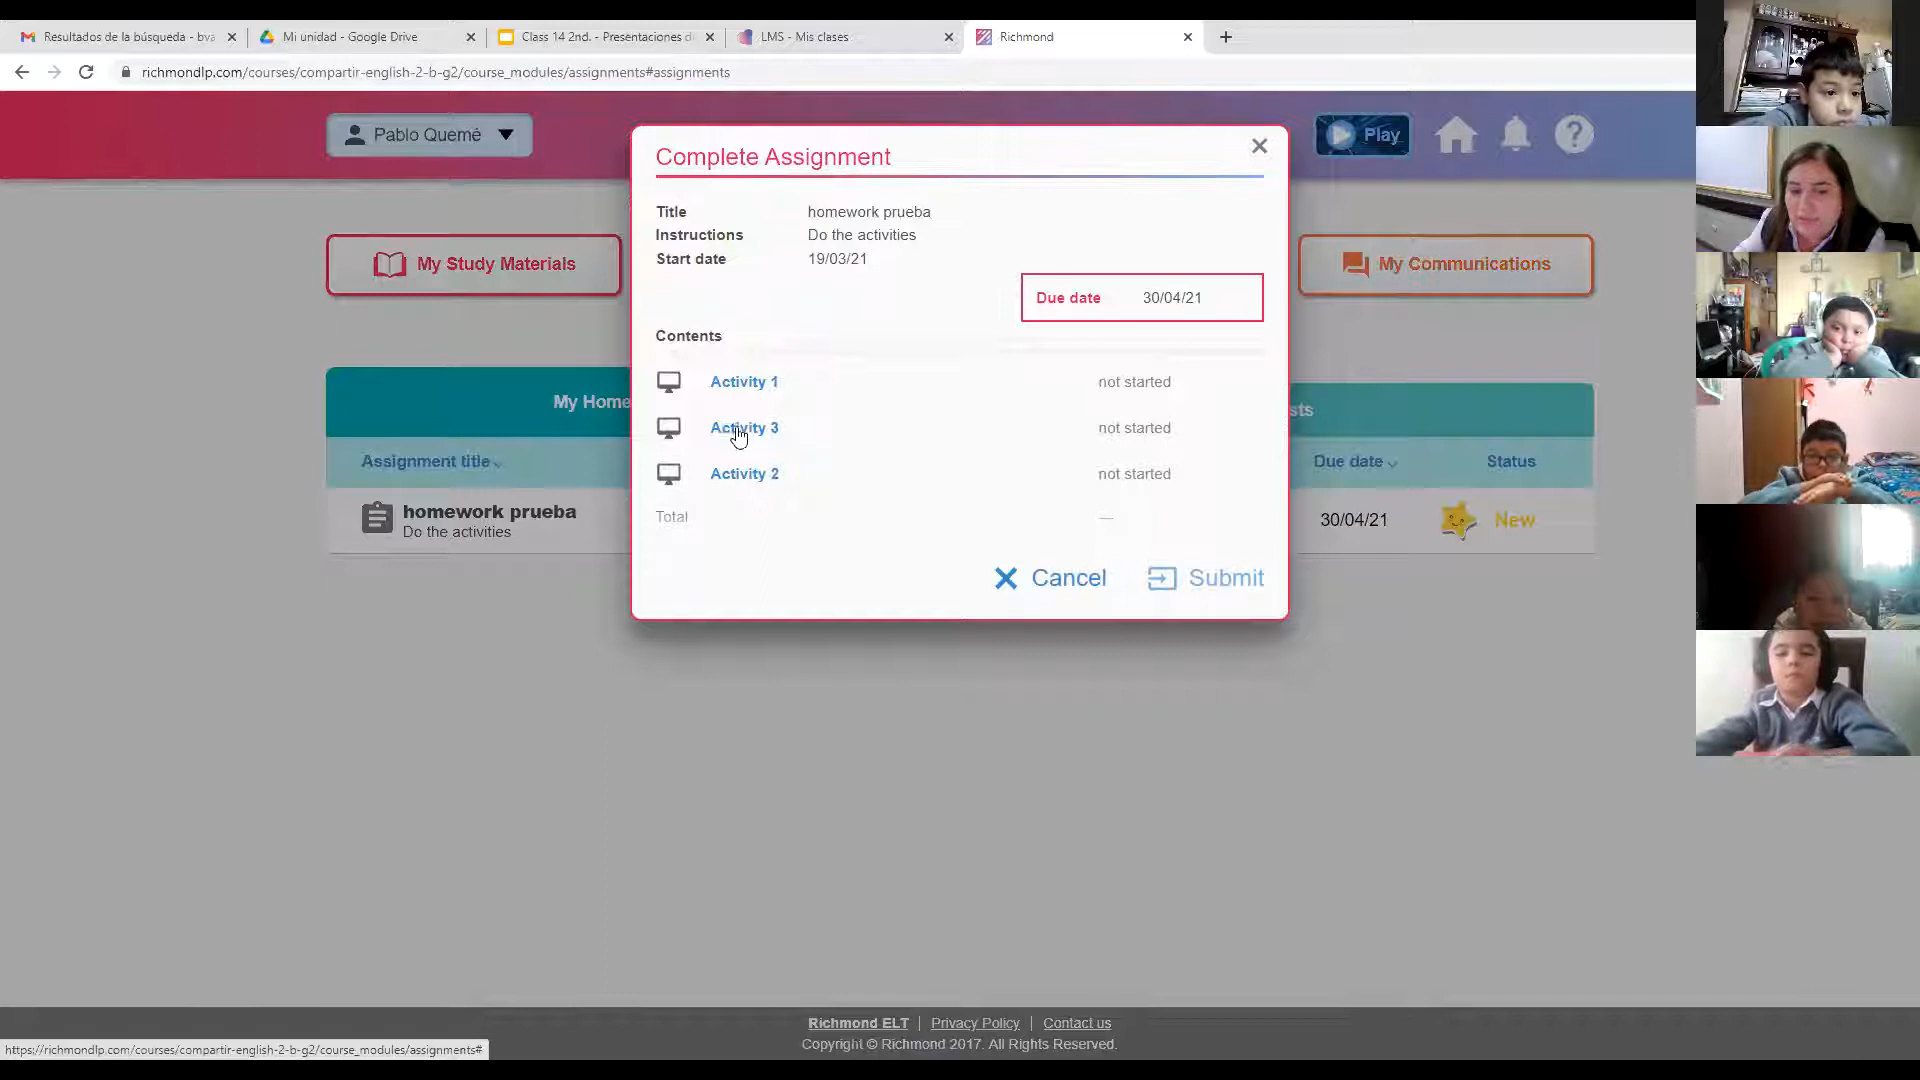 Resultados de la búsqueda - bva
Mi unidad - Google Drive
Class 14 2nd. - Presentaciones d
LMS - Mis clases
Richmond
richmondlp.com/courses/compartir-english-2-b-g2/course_modules/assignments#assignments
Pablo Quemé
Play
My Study Materials
My Communications
Complete Assignment
Title homework prueba
Instructions Do the activities
Start date 19/03/21
Due date 30/04/21
Contents
Activity 1 not started
Activity 3 not started
Activity 2 not started
Total —
Cancel Submit
My Home
sts
Assignment title
Due date Status
homework prueba
Do the activities
30/04/21 New
Richmond ELT | Privacy Policy | Contact us
Copyright © Richmond 2017. All Rights Reserved.
https://richmondlp.com/courses/compartir-english-2-b-g2/course_modules/assignments#